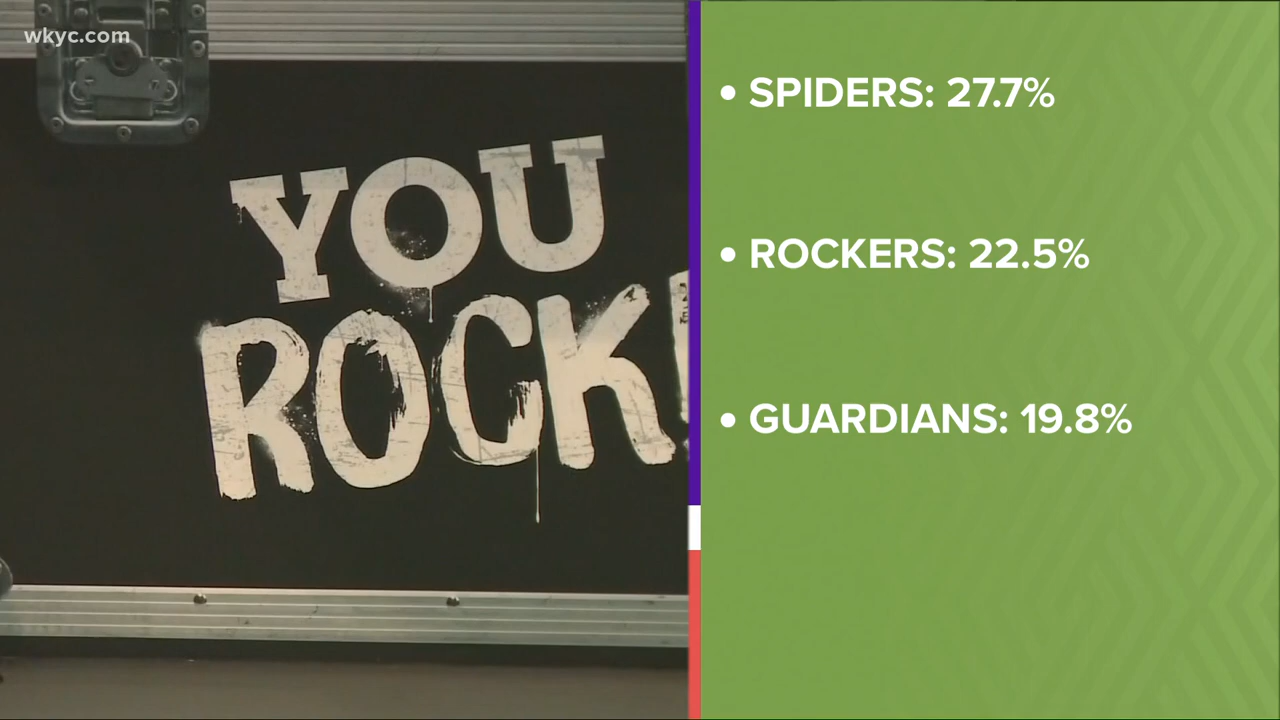 wkyc.com
YOU
ROCK!
• SPIDERS: 27.7%
• ROCKERS: 22.5%
• GUARDIANS: 19.8%